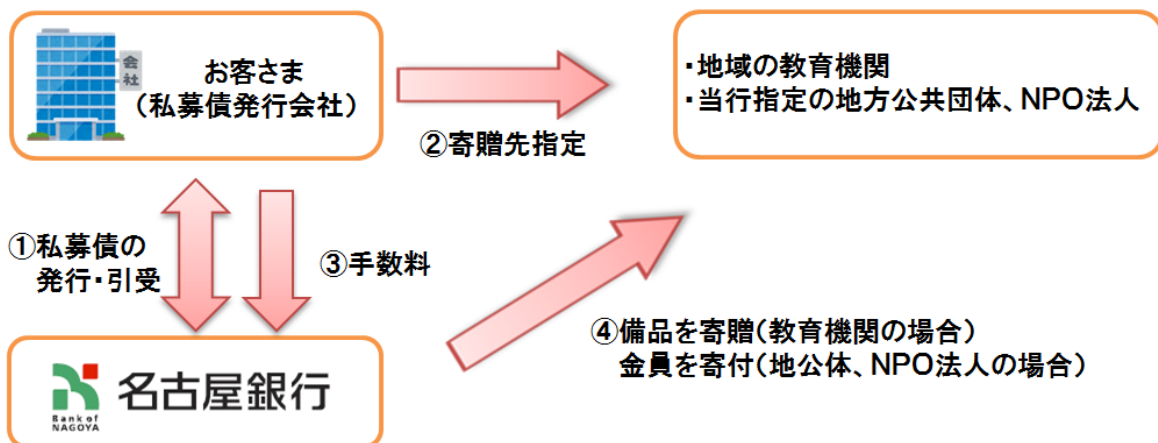 会社
お客さま
（私募債発行会社）
・地域の教育機関
・当行指定の地方公共団体、NPO法人
②寄贈先指定
①私募債の
発行・引受
③手数料
④備品を寄贈（教育機関の場合）
金員を寄付（地公体、NPO法人の場合）
Bank of
NAGOYA
名古屋銀行